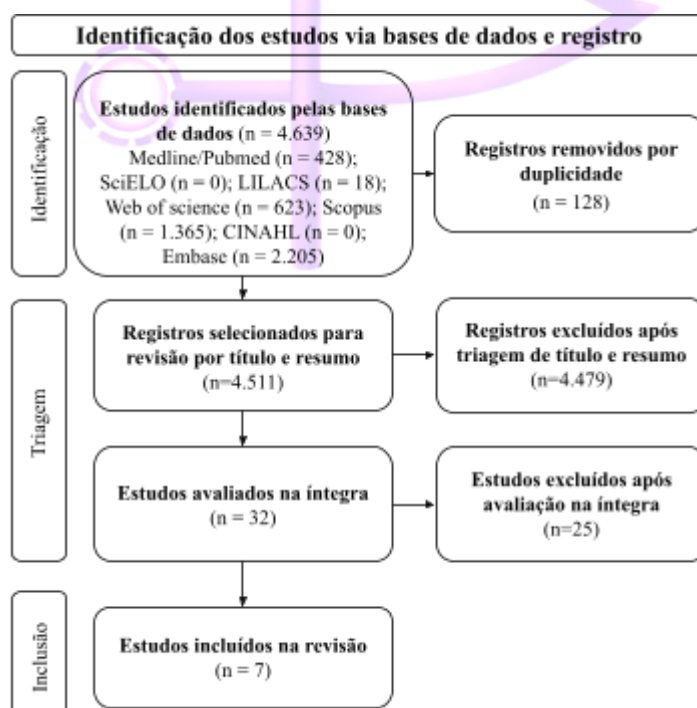 Identificação dos estudos via bases de dados e registro
Identificação
Estudos identificados pelas bases
de dados (n = 4.639)
Medline/Pubmed (n = 428);
SciELO (n = 0); LILACS (n = 18);
Web of science (n = 623); Scopus
(n = 1.365); CINAHL (n = 0);
Embase (n = 2.205)
Registros removidos por
duplicidade
(n = 128)
Triagem
Registros selecionados para
revisão por título e resumo
(n=4.511)
Registros excluídos após
triagem de título e resumo
(n=4.479)
Estudos avaliados na íntegra
(n = 32)
Estudos excluídos após
avaliação na íntegra
(n=25)
Inclusão
Estudos incluídos na revisão
(n = 7)